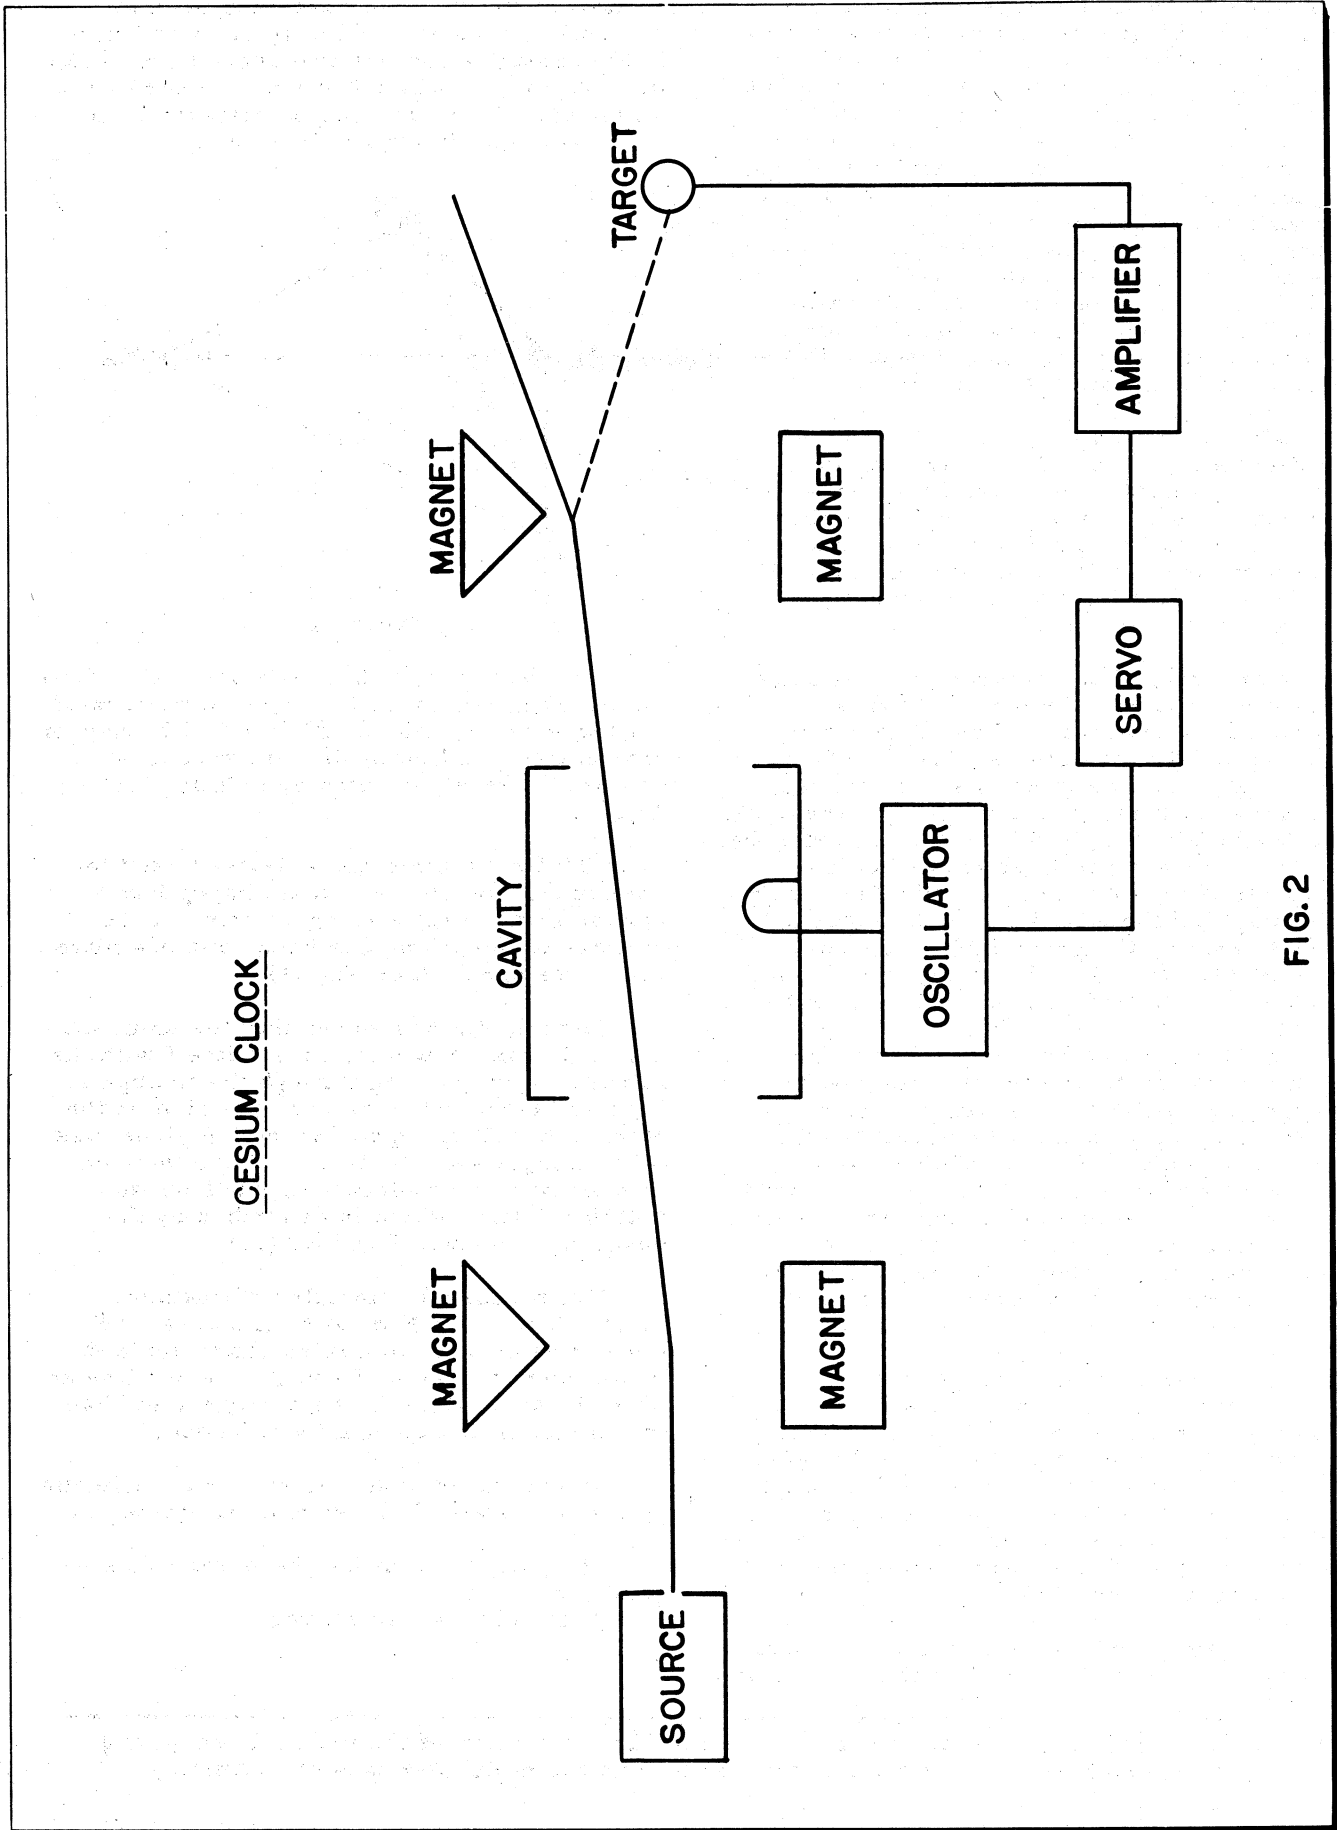 CESIUM CLOCK
MAGNET
MAGNET
CAVITY
TARGET
SOURCE
MAGNET
MAGNET
OSCILLATOR
SERVO
AMPLIFIER
FIG. 2